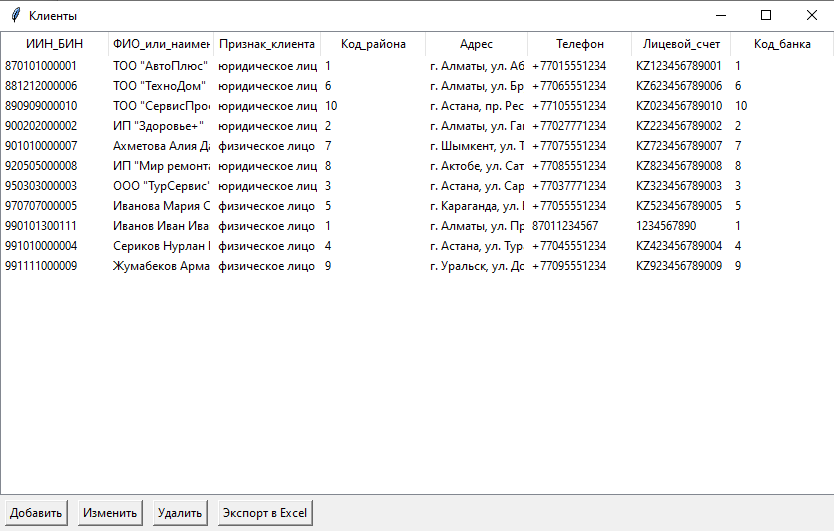 Клиенты
ИИН_БИН ФИО_или_наимен Признак_клиента Код_района Адрес Телефон Лицевой_счет Код_банка
870101000001 ТОО "АвтоПлюс" юридическое лиц 1 г. Алматы, ул. Аб +77015551234 KZ123456789001 1
881212000006 ТОО "ТехноДом" юридическое лиц 6 г. Алматы, ул. Бр +77065551234 KZ623456789006 6
890909000010 ТОО "СервисПрос юридическое лиц 10 г. Астана, пр. Рес +77105551234 KZ023456789010 10
900202000002 ИП "Здоровье+" юридическое лиц 2 г. Алматы, ул. Га +77027771234 KZ223456789002 2
901010000007 Ахметова Алия Да физическое лицо 7 г. Шымкент, ул. Т +77075551234 KZ723456789007 7
920505000008 ИП "Мир ремонта юридическое лиц 8 г. Актобе, ул. Сат +77085551234 KZ823456789008 8
950303000003 ООО "ТурСервис" юридическое лиц 3 г. Астана, ул. Сар +77037771234 KZ323456789003 3
970707000005 Иванова Мария С физическое лицо 5 г. Караганда, ул. +77055551234 KZ523456789005 5
990101300111 Иванов Иван Ива физическое лицо 1 г. Алматы, ул. Пр 87011234567 1234567890 1
991010000004 Сериков Нурлан физическое лицо 4 г. Астана, ул. Тур +77045551234 KZ423456789004 4
991111000009 Жумабеков Арма физическое лицо 9 г. Уральск, ул. До +77095551234 KZ923456789009 9
Добавить Изменить Удалить Экспорт в Excel